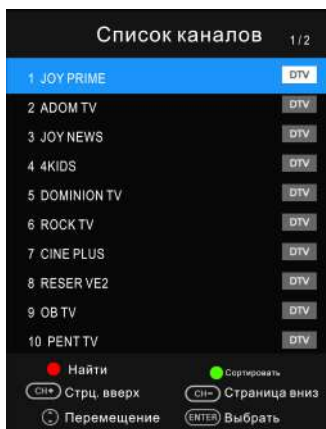 Список каналов 1/2
1 JOY PRIME DTV
2 ADOM TV DTV
3 JOY NEWS DTV
4 4KIDS DTV
5 DOMINION TV DTV
6 ROCK TV DTV
7 CINE PLUS DTV
8 RESER VE2 DTV
9 OB TV DTV
10 PENT TV DTV
Найти Сортировать
CH+ Стрц. вверх CH- Страница вниз
Перемещение ENTER Выбрать